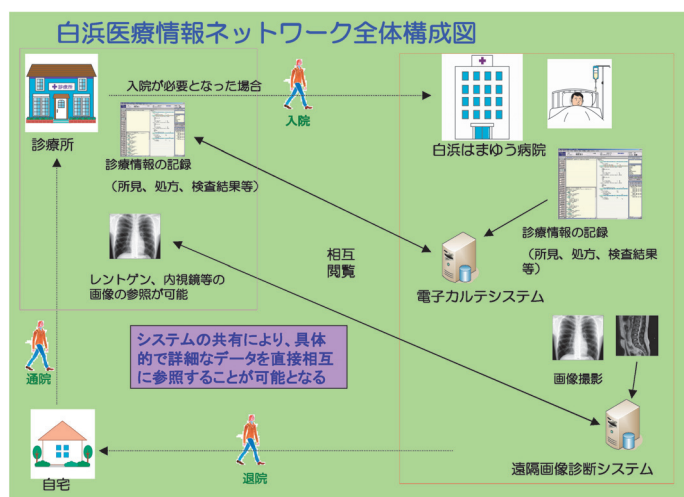 白浜医療情報ネットワーク全体構成図
診療所
入院が必要となった場合
入院
診療所
診療情報の記録
（所見、処方、検査結果等）
レントゲン、内視鏡等の
画像の参照が可能
相互
閲覧
白浜はまゆう病院
診療情報の記録
（所見、処方、検査結果
等）
電子カルテシステム
画像撮影
遠隔画像診断システム
システムの共有により、具体
的で詳細なデータを直接相互
に参照することが可能となる
通院
自宅
退院